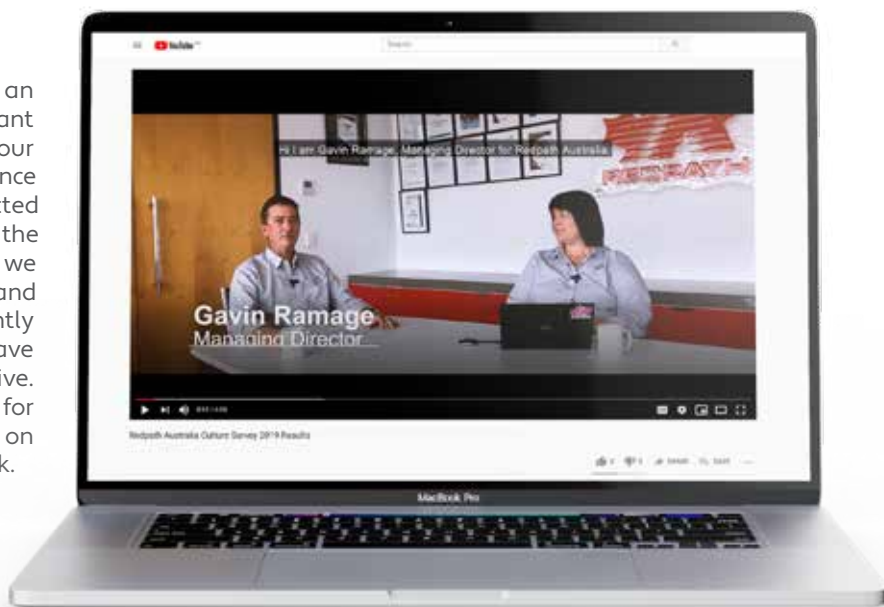 an
ant
our
nce
tted
the
we
and
ntly
ave
ive.
for
on
k.
YouTube
Search
Hi I am Gavin Ramage, Managing Director for Redpath Australia
REDPATH
Gavin Ramage
Managing Director
Redpath Australia Culture Survey 2019 Results
SHARE
SAVE
MacBook Pro